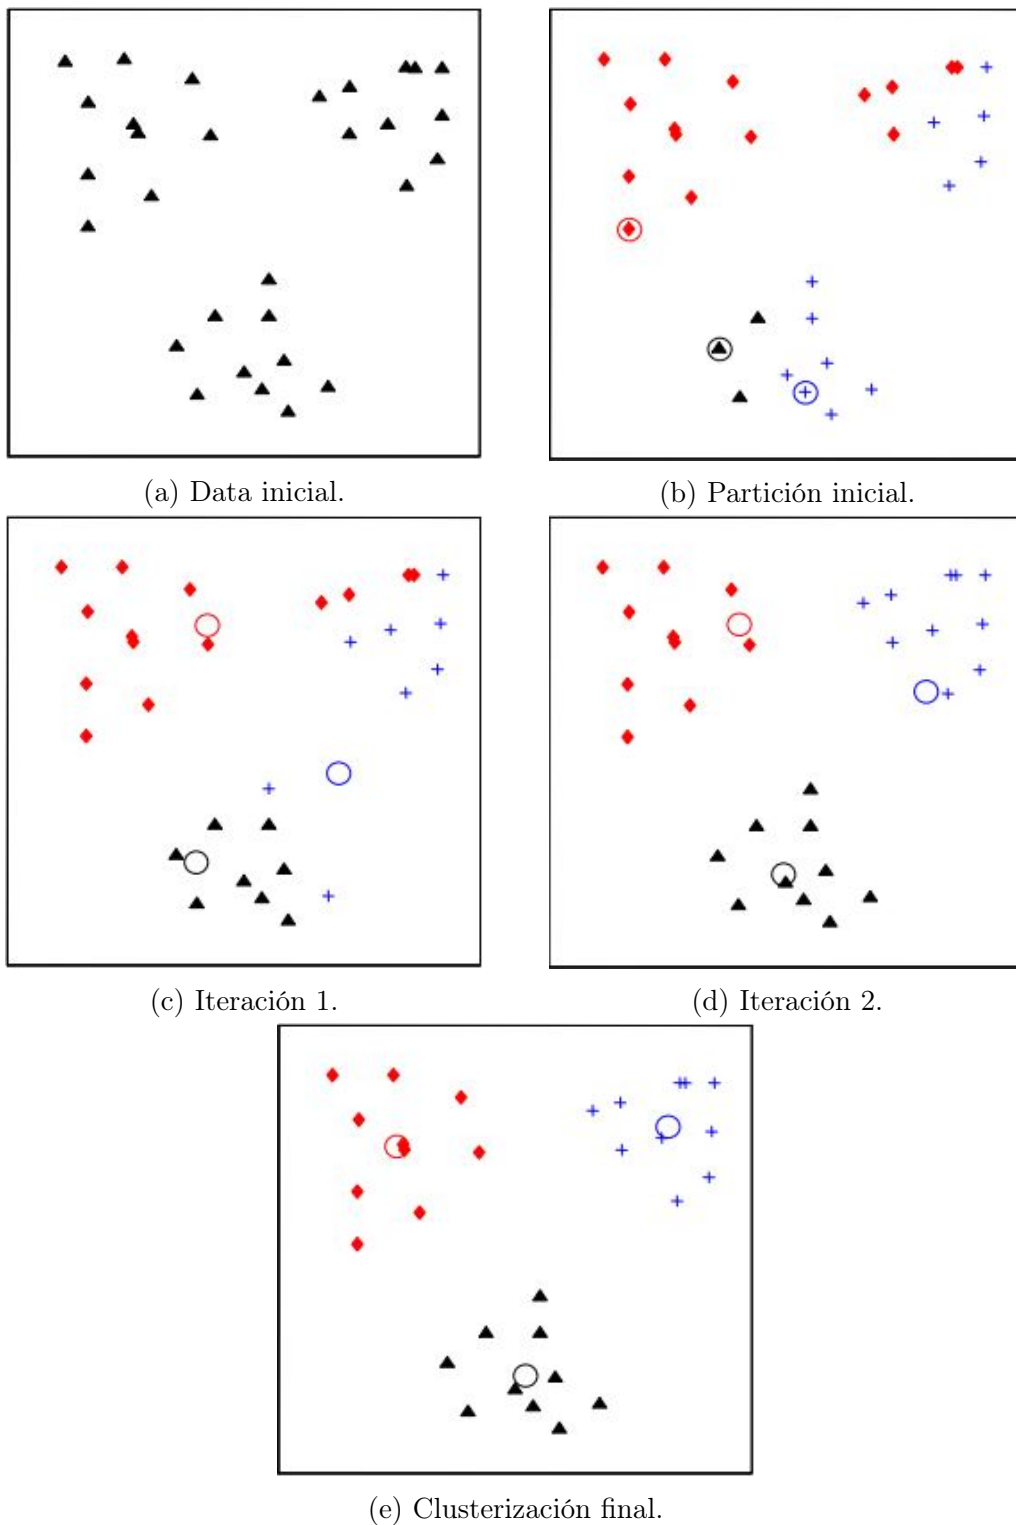 (a) Data inicial.
(b) Partición inicial.
(c) Iteración 1.
(d) Iteración 2.
(e) Clusterización final.